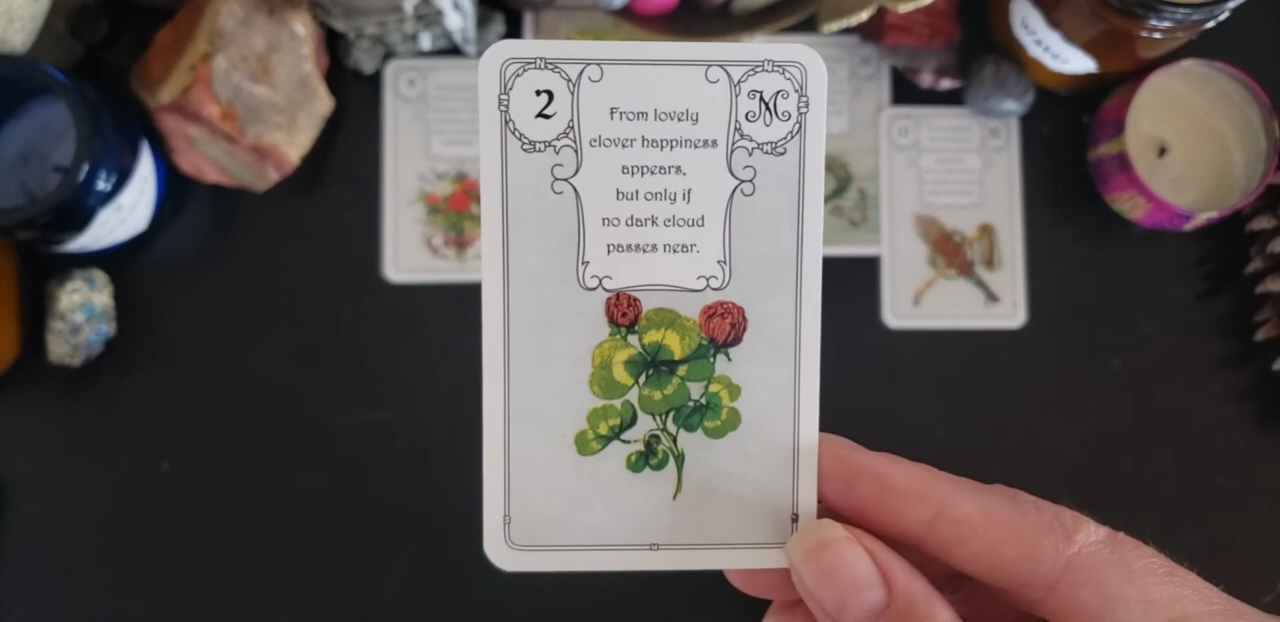 2
M
From lovely
clover happiness
appears,
but only if
no dark cloud
passes near.